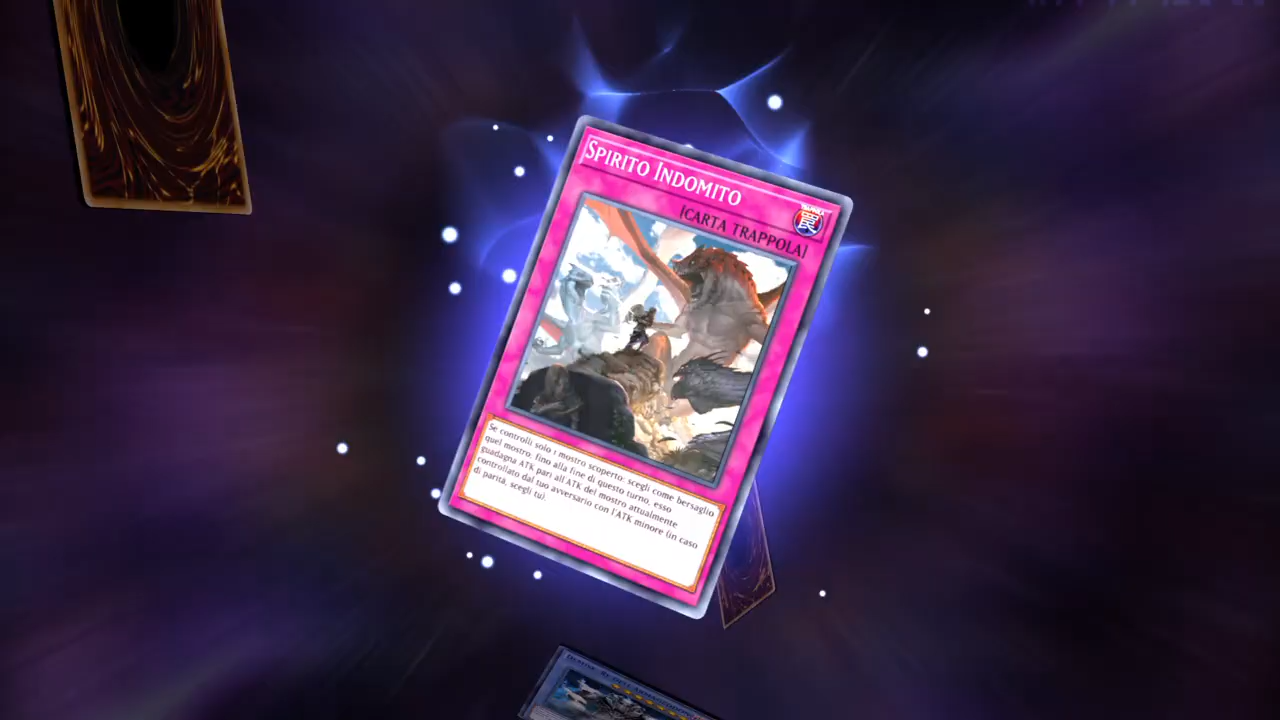 SPIRITO INDOMITO
TRAPPOLA
罠
[CARTA TRAPPOLA]
Se controlli solo 1 mostro scoperto: scegli come bersaglio
quel mostro; fino alla fine di questo turno, esso
guadagna ATK pari all'ATK del mostro attualmente
controllato dal tuo avversario con l'ATK minore (in caso
di parità, scegli tu).